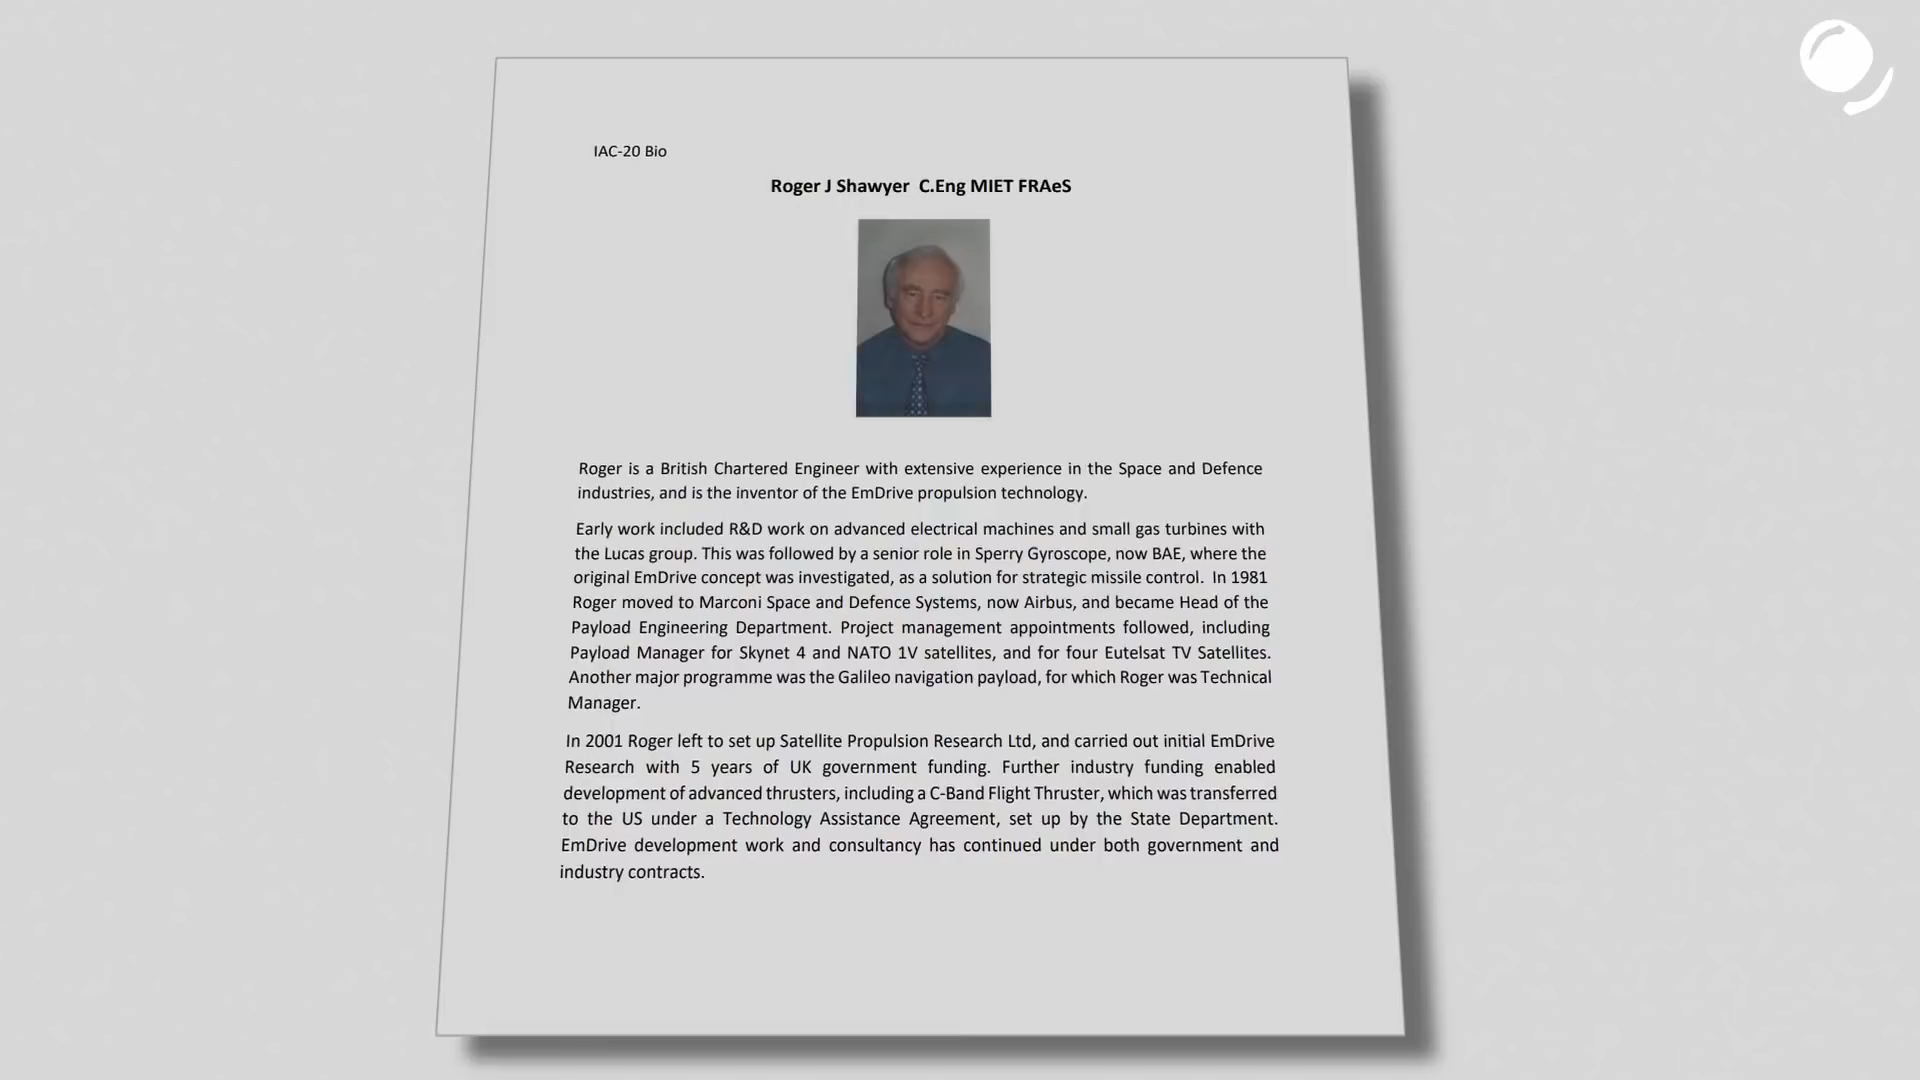 IAC-20 Bio
Roger J Shawyer C.Eng MIET FRAeS
Roger is a British Chartered Engineer with extensive experience in the Space and Defence
industries, and is the inventor of the EmDrive propulsion technology.
Early work included R&D work on advanced electrical machines and small gas turbines with
the Lucas group. This was followed by a senior role in Sperry Gyroscope, now BAE, where the
original EmDrive concept was investigated, as a solution for strategic missile control. In 1981
Roger moved to Marconi Space and Defence Systems, now Airbus, and became Head of the
Payload Engineering Department. Project management appointments followed, including
Payload Manager for Skynet 4 and NATO 1V satellites, and for four Eutelsat TV Satellites.
Another major programme was the Galileo navigation payload, for which Roger was Technical
Manager.
In 2001 Roger left to set up Satellite Propulsion Research Ltd, and carried out initial EmDrive
Research with 5 years of UK government funding. Further industry funding enabled
development of advanced thrusters, including a C-Band Flight Thruster, which was transferred
to the US under a Technology Assistance Agreement, set up by the State Department.
EmDrive development work and consultancy has continued under both government and
industry contracts.